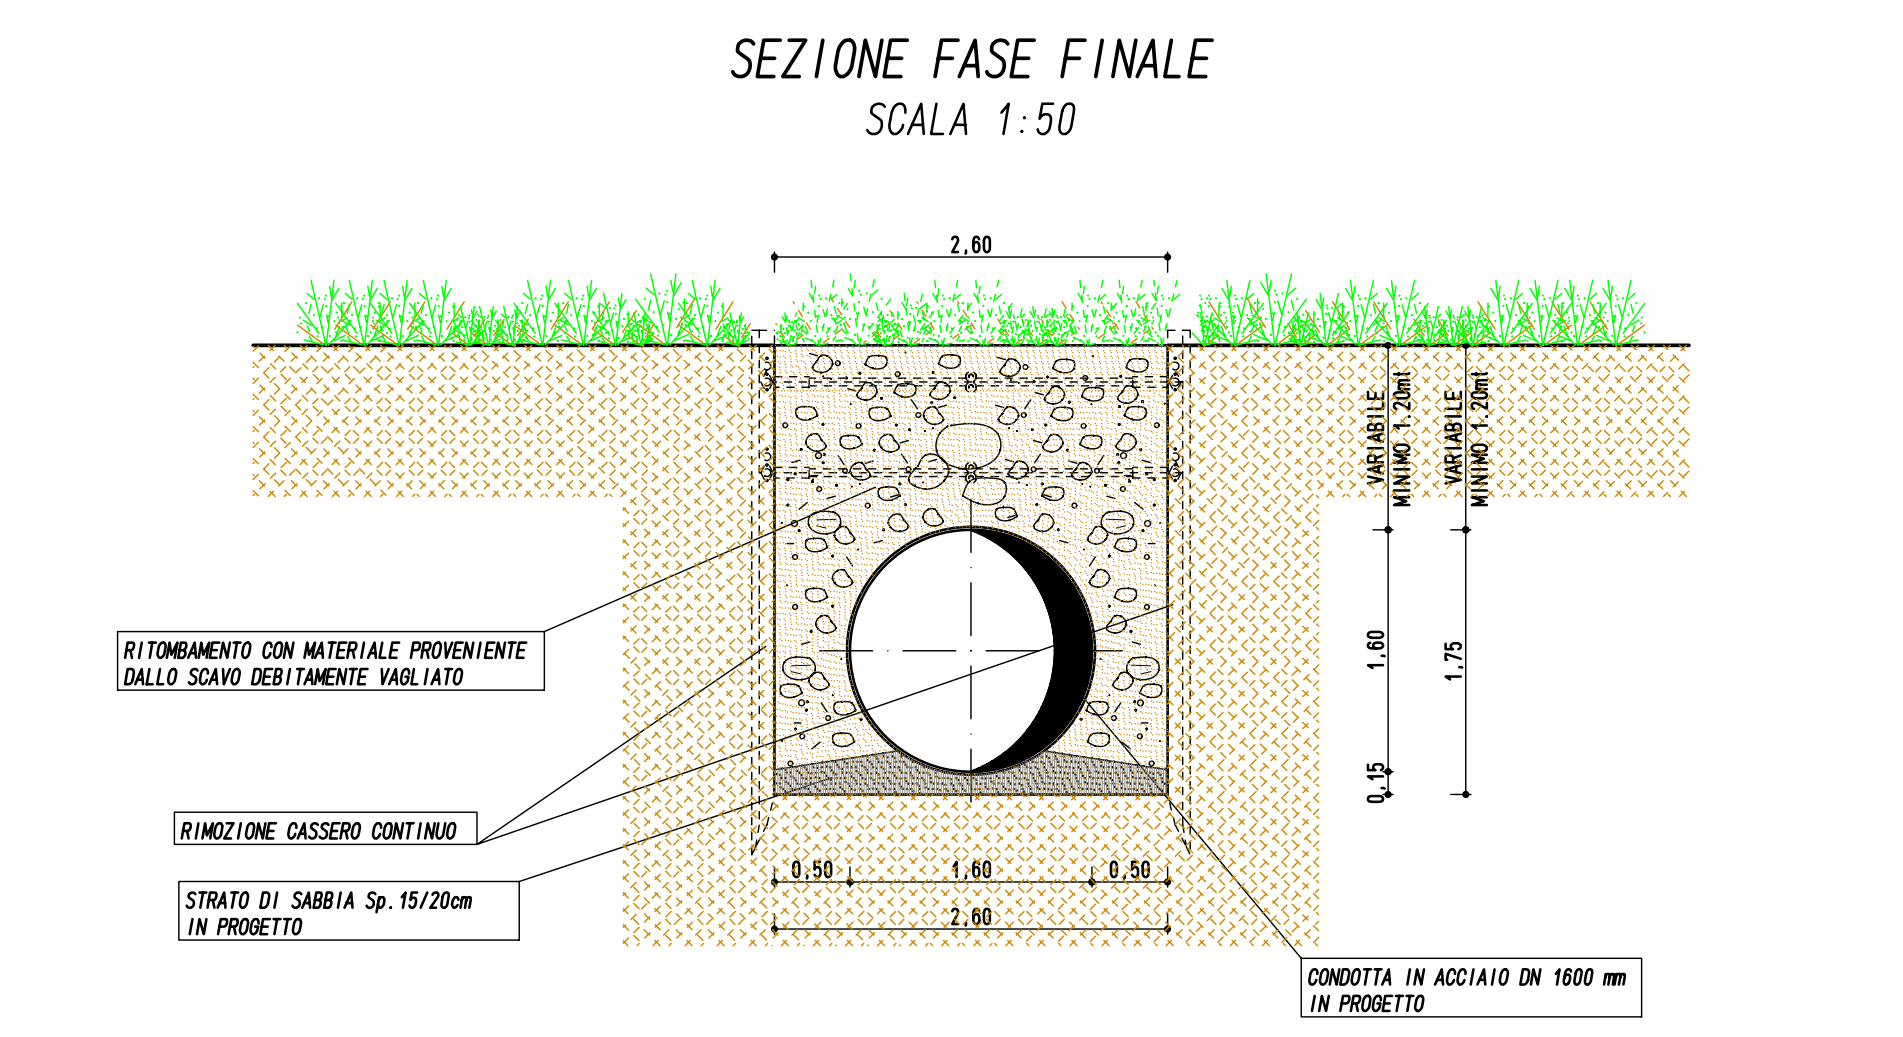 SEZIONE FASE FINALE
SCALA 1:50
2,60
VARIABILE
MINIMO 1.20mt
VARIABILE
MINIMO 1.20mt
1,60
1,75
0,15
RITOMBAMENTO CON MATERIALE PROVENIENTE
DALLO SCAVO DEBITAMENTE VAGLIATO
RIMOZIONE CASSERO CONTINUO
STRATO DI SABBIA Sp.15/20cm
IN PROGETTO
0,50
1,60
0,50
2,60
CONDOTTA IN ACCIAIO DN 1600 mm
IN PROGETTO